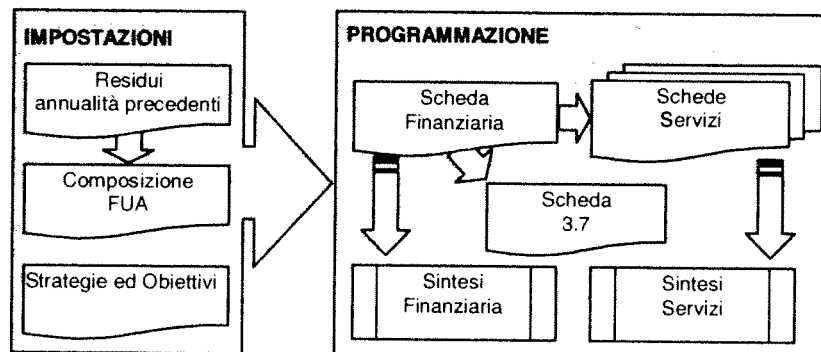 IMPOSTAZIONI
Residui
annualità precedenti
Composizione
FUA
Strategie ed Obiettivi
PROGRAMMAZIONE
Scheda
Finanziaria
Schede
Servizi
Scheda
3.7
Sintesi
Finanziaria
Sintesi
Servizi